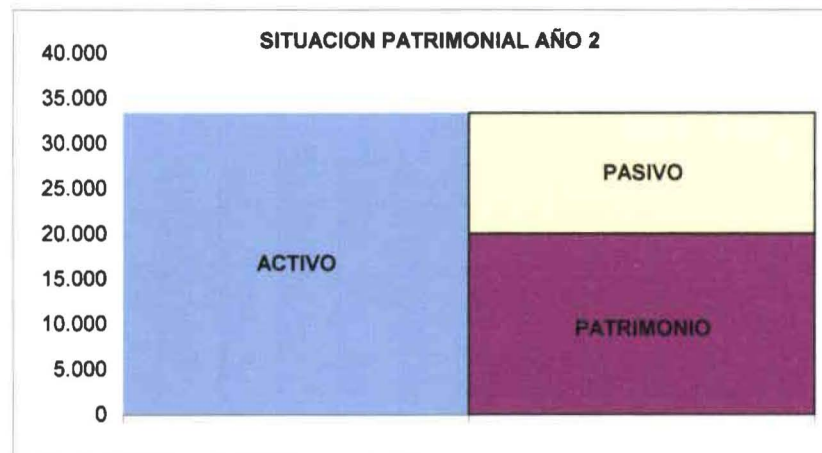 SITUACION PATRIMONIAL AÑO 2
40.000
35.000
30.000
25.000
20.000
15.000
10.000
5.000
0
PASIVO
ACTIVO
PATRIMONIO